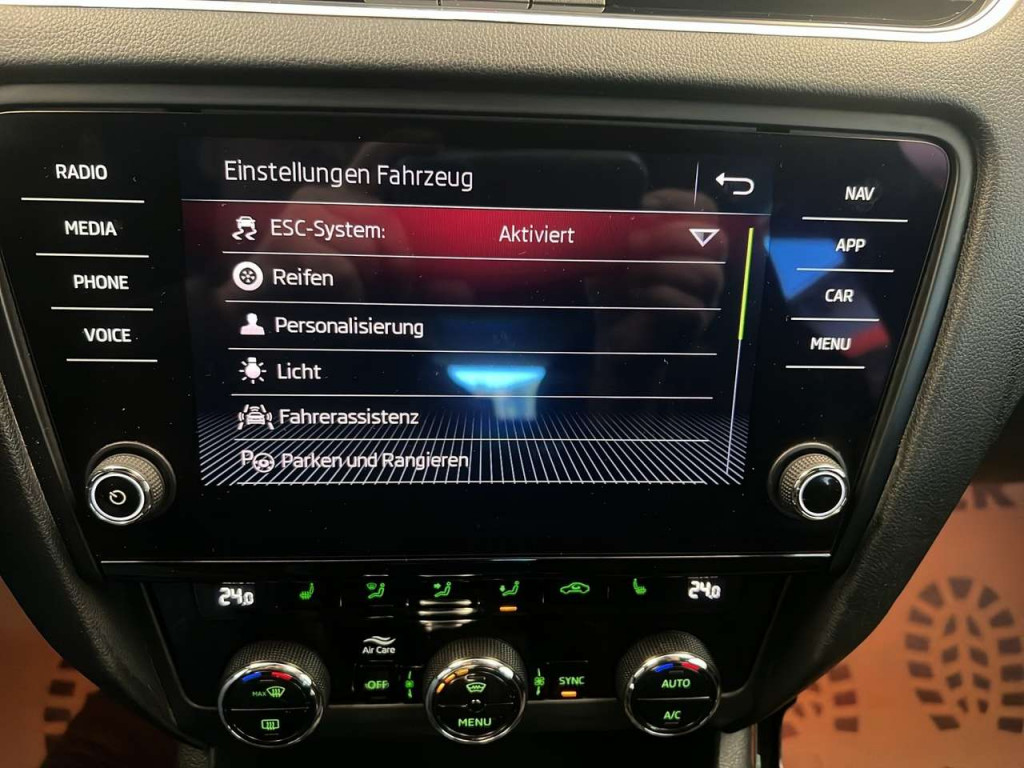 RADIO
MEDIA
PHONE
VOICE
Einstellungen Fahrzeug
ESC-System: Aktiviert
Reifen
Personalisierung
Licht
Fahrerassistenz
P Parken und Rangieren
NAV
APP
CAR
MENU
24.0
24.0
Air Care
MAX
OFF
MENU
SYNC
AUTO
A/C